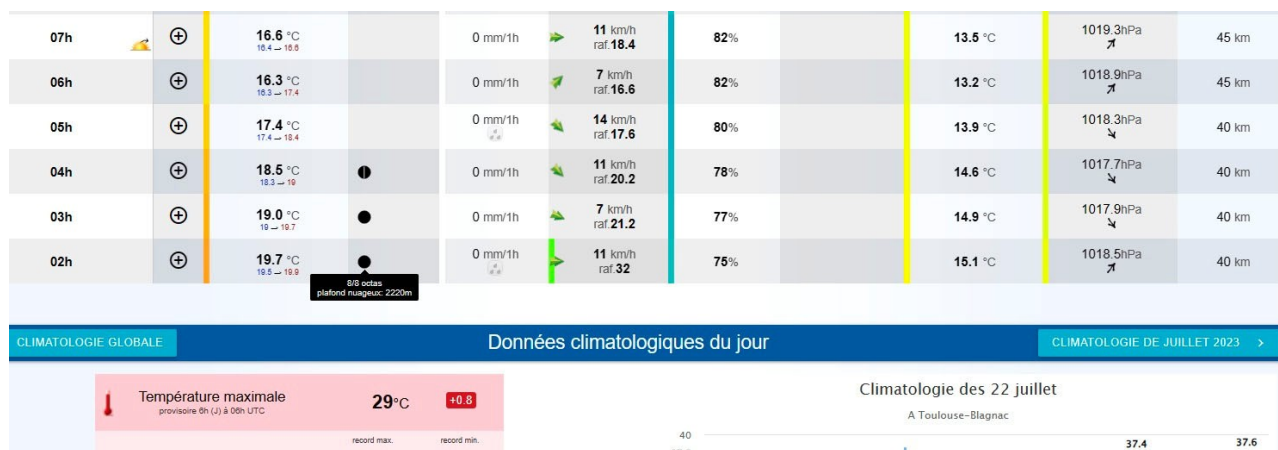 07h 16.6 °C 0 mm/1h 11 km/h 82% 13.5 °C 1019.3hPa 45 km
16.4 → 16.6 raf.18.4
06h 16.3 °C 0 mm/1h 7 km/h 82% 13.2 °C 1018.9hPa 45 km
16.3 → 17.4 raf.16.6
05h 17.4 °C 0 mm/1h 14 km/h 80% 13.9 °C 1018.3hPa 40 km
17.4 → 18.4 raf.17.6
04h 18.5 °C 0 mm/1h 11 km/h 78% 14.6 °C 1017.7hPa 40 km
18.3 → 19 raf.20.2
03h 19.0 °C 0 mm/1h 7 km/h 77% 14.9 °C 1017.9hPa 40 km
19 → 19.7 raf.21.2
02h 19.7 °C 0 mm/1h 11 km/h 75% 15.1 °C 1018.5hPa 40 km
19.5 → 19.9 raf.32
8/8 octas
plafond nuageux: 2220m
CLIMATOLOGIE GLOBALE Données climatologiques du jour CLIMATOLOGIE DE JUILLET 2023 >
Température maximale 29°C +0.8
provisoire 6h (J) à 06h UTC
record max. record min.
Climatologie des 22 juillet
A Toulouse-Blagnac
40
37.4 37.6